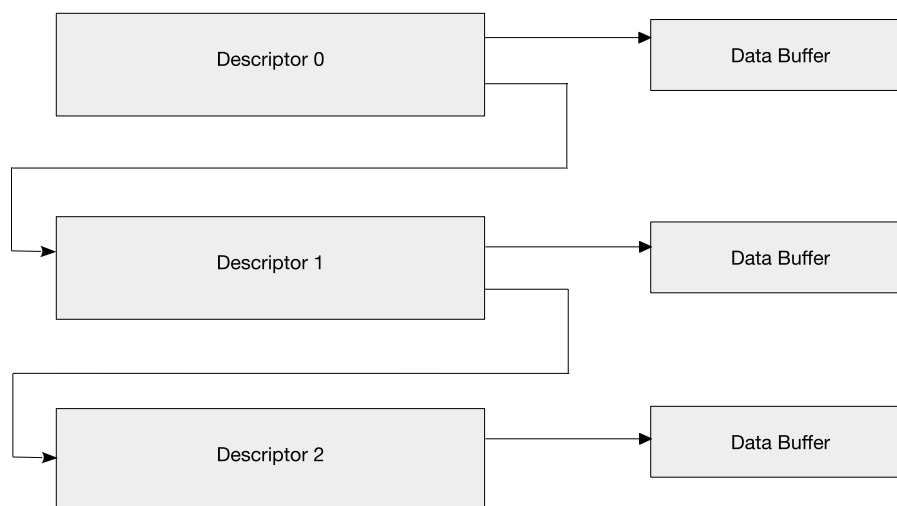 Descriptor 0
Data Buffer
Descriptor 1
Data Buffer
Descriptor 2
Data Buffer